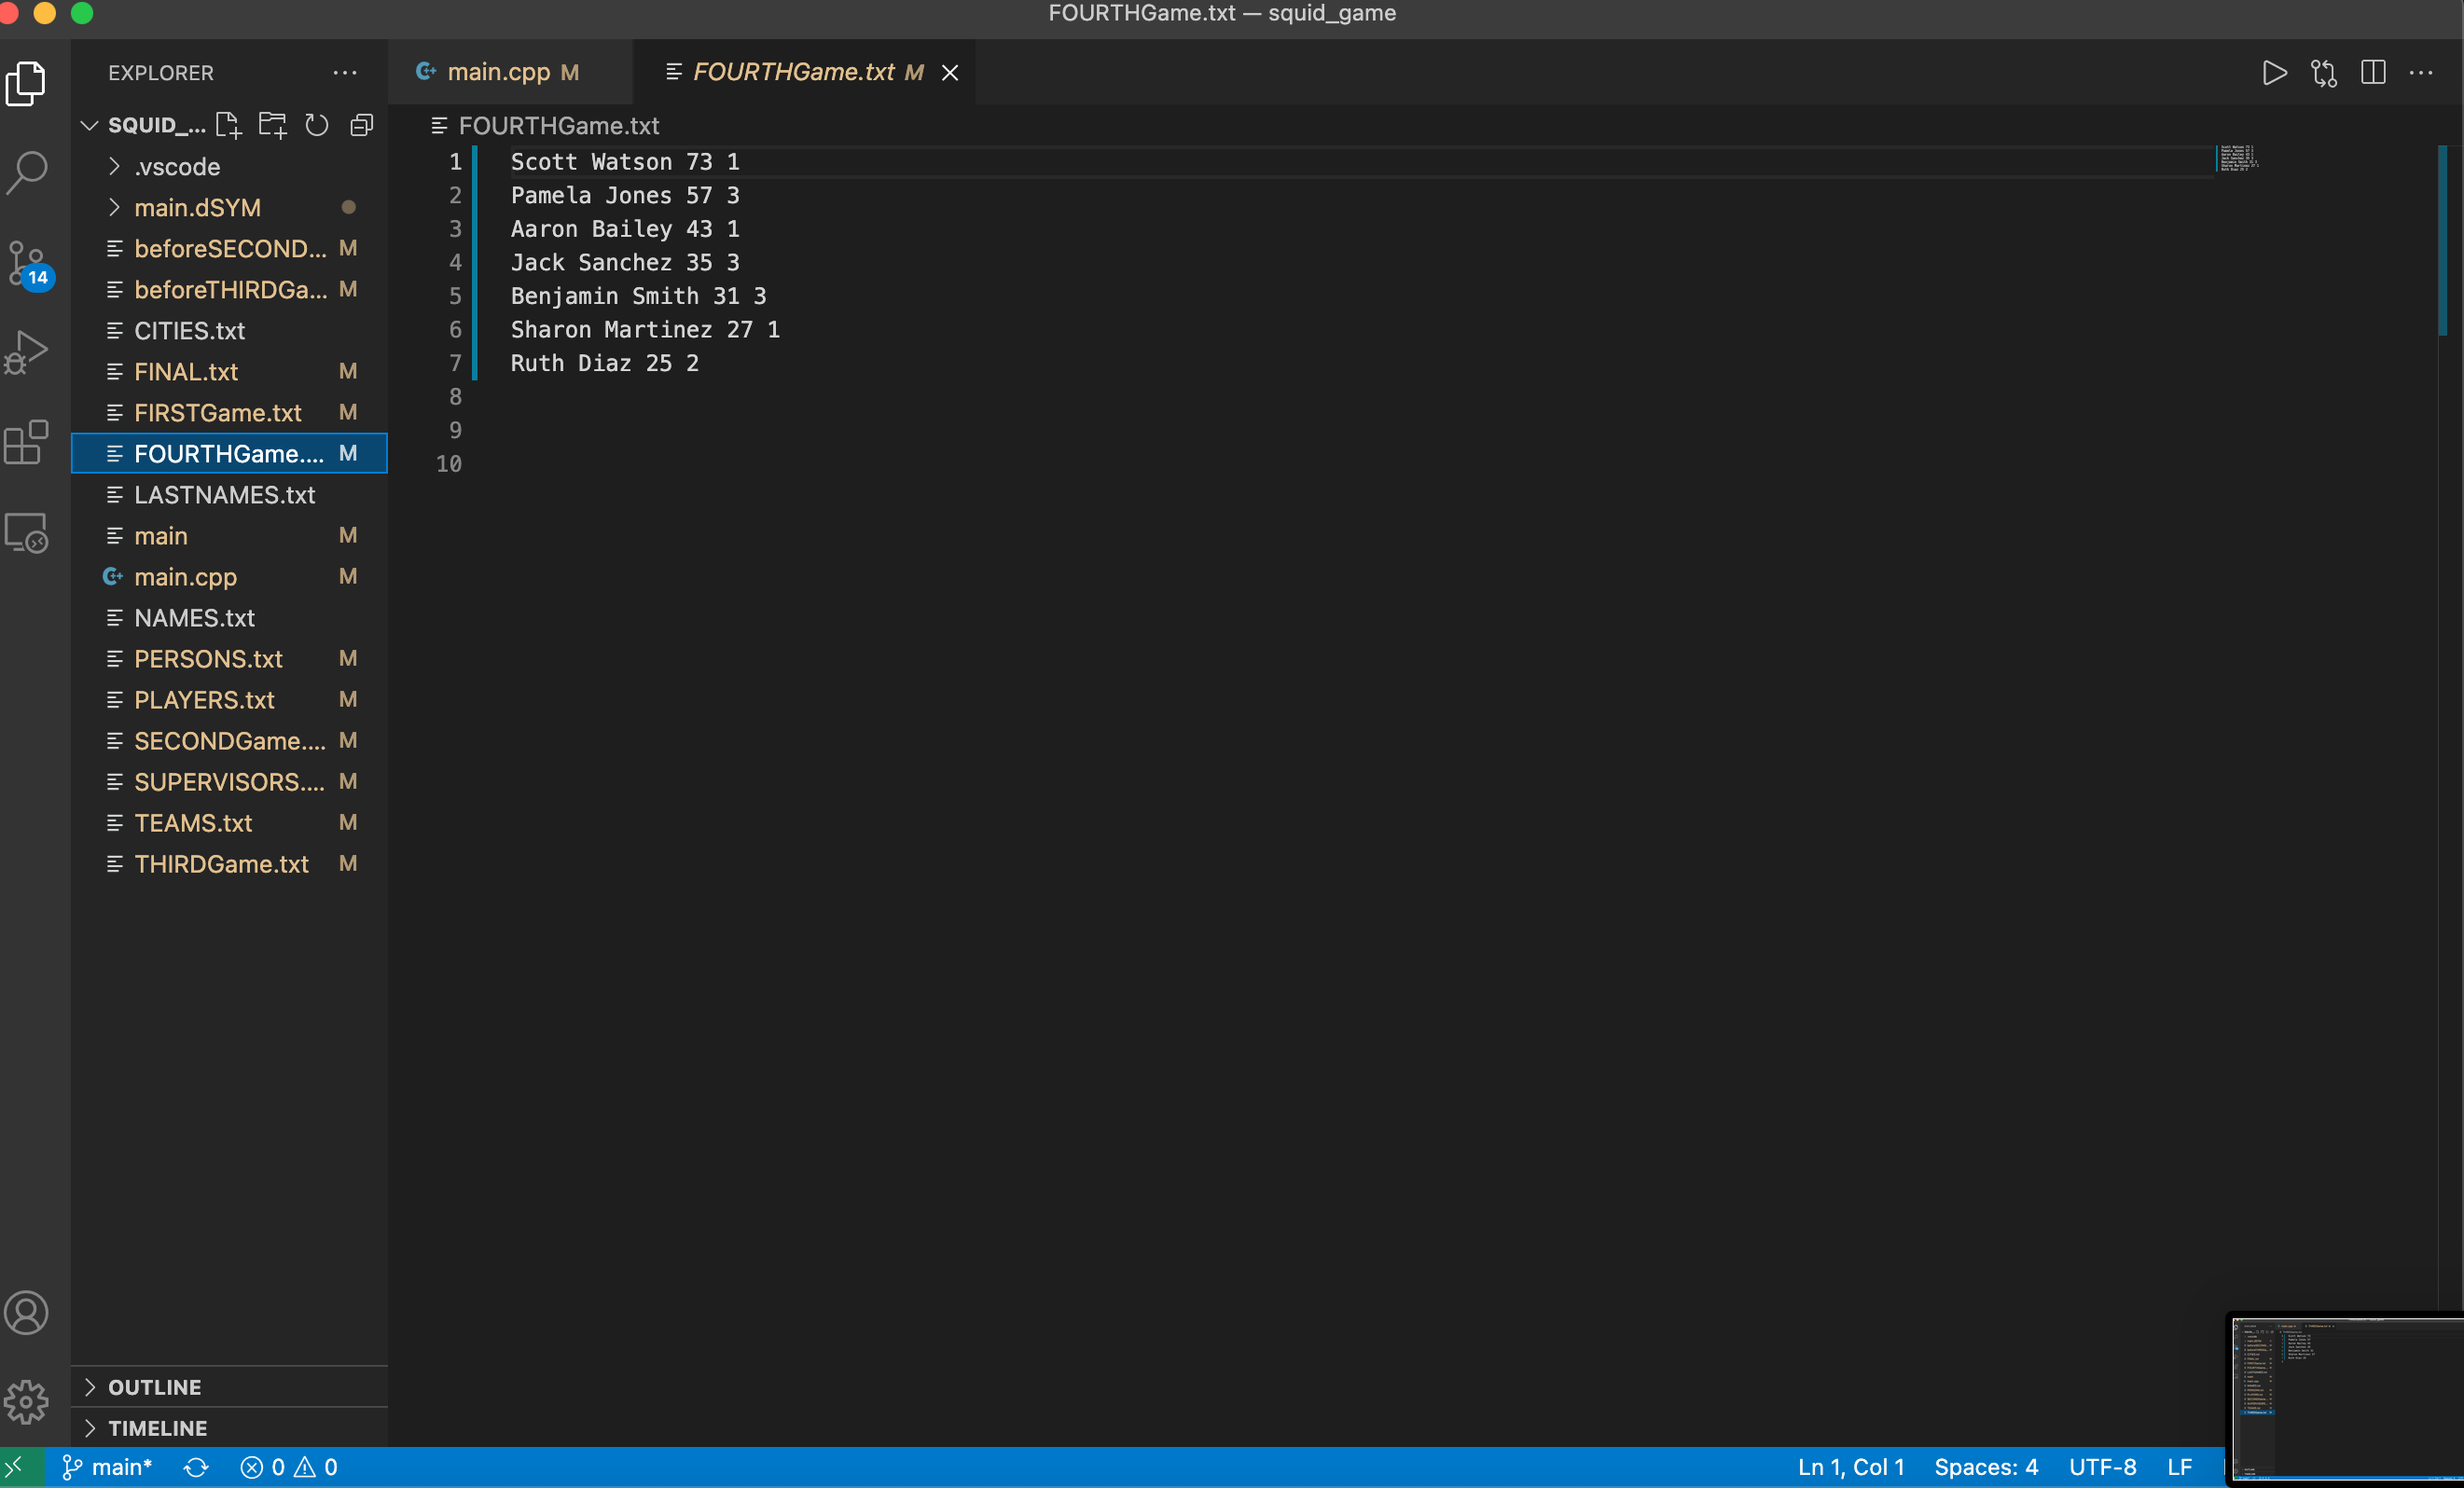 FOURTHGame.txt — squid_game
EXPLORER
main.cpp M
FOURTHGame.txt M
SQUID_...
FOURTHGame.txt
.vscode
main.dSYM
beforeSECOND... M
beforeTHIRDGa... M
CITIES.txt
FINAL.txt M
FIRSTGame.txt M
FOURTHGame.... M
LASTNAMES.txt
main M
main.cpp M
NAMES.txt
PERSONS.txt M
PLAYERS.txt M
SECONDGame.... M
SUPERVISORS.... M
TEAMS.txt M
THIRDGame.txt M
14
1 Scott Watson 73 1
2 Pamela Jones 57 3
3 Aaron Bailey 43 1
4 Jack Sanchez 35 3
5 Benjamin Smith 31 3
6 Sharon Martinez 27 1
7 Ruth Diaz 25 2
8
9
10
OUTLINE
TIMELINE
main* 0 0 Ln 1, Col 1 Spaces: 4 UTF-8 LF